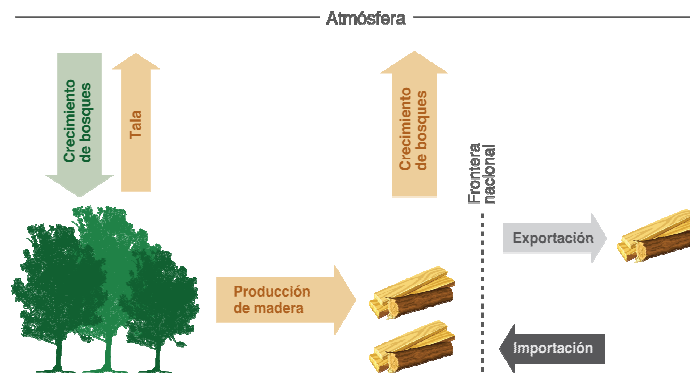 Atmósfera
Crecimiento
de bosques
Tala
Crecimiento
de bosques
Frontera
nacional
Exportación
Producción
de madera
Importación